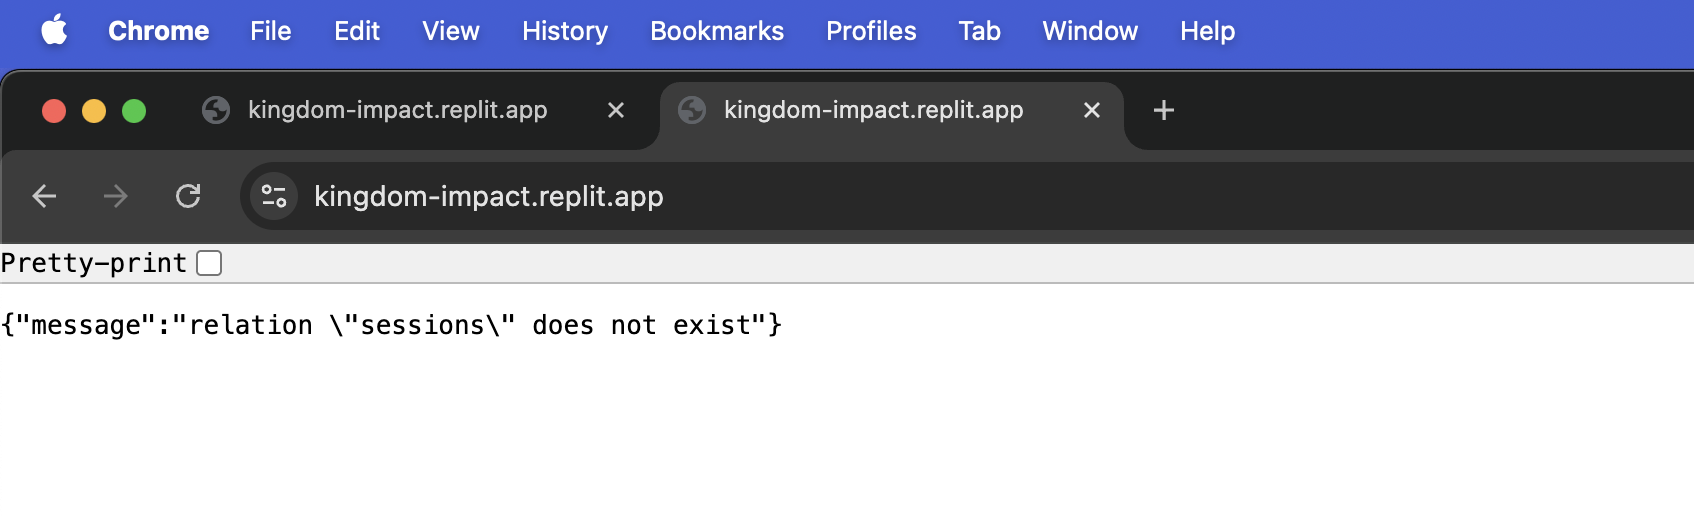 Chrome File Edit View History Bookmarks Profiles Tab Window Help
kingdom-impact.replit.app kingdom-impact.replit.app
kingdom-impact.replit.app
Pretty-print
{"message":"relation \"sessions\" does not exist"}